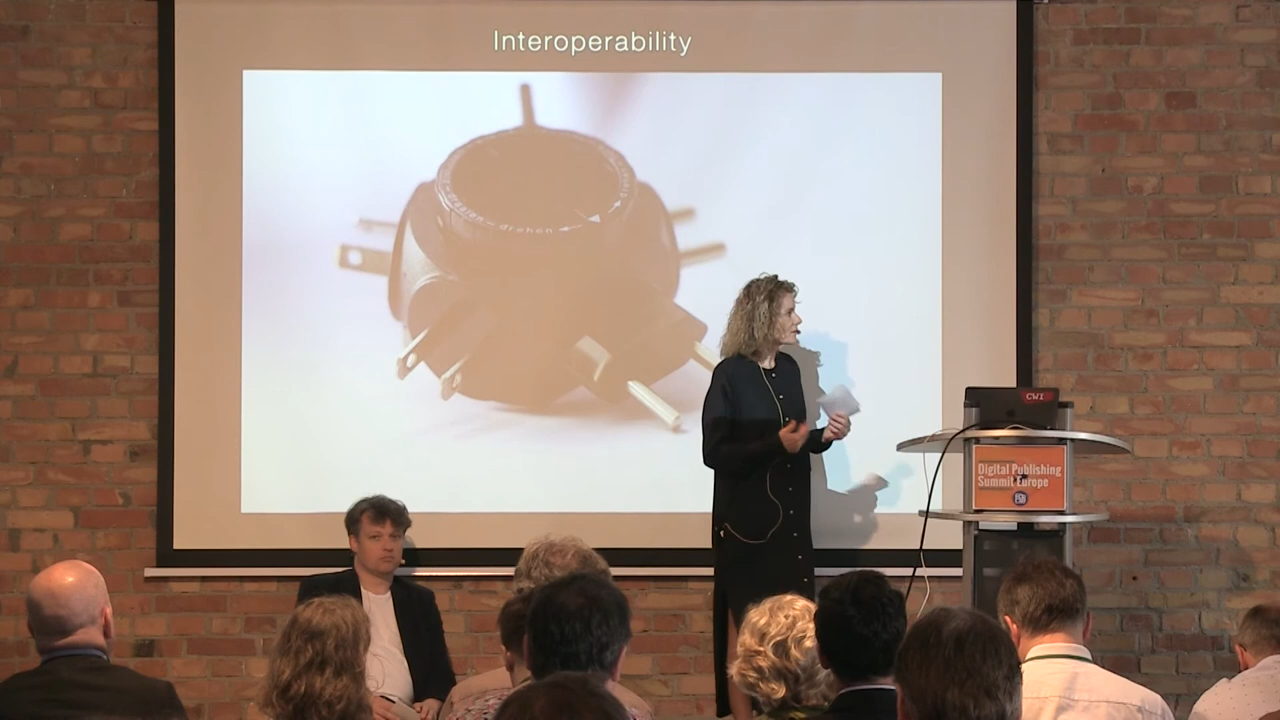 Interoperability
drehen
CWI
Digital Publishing
Summit Europe